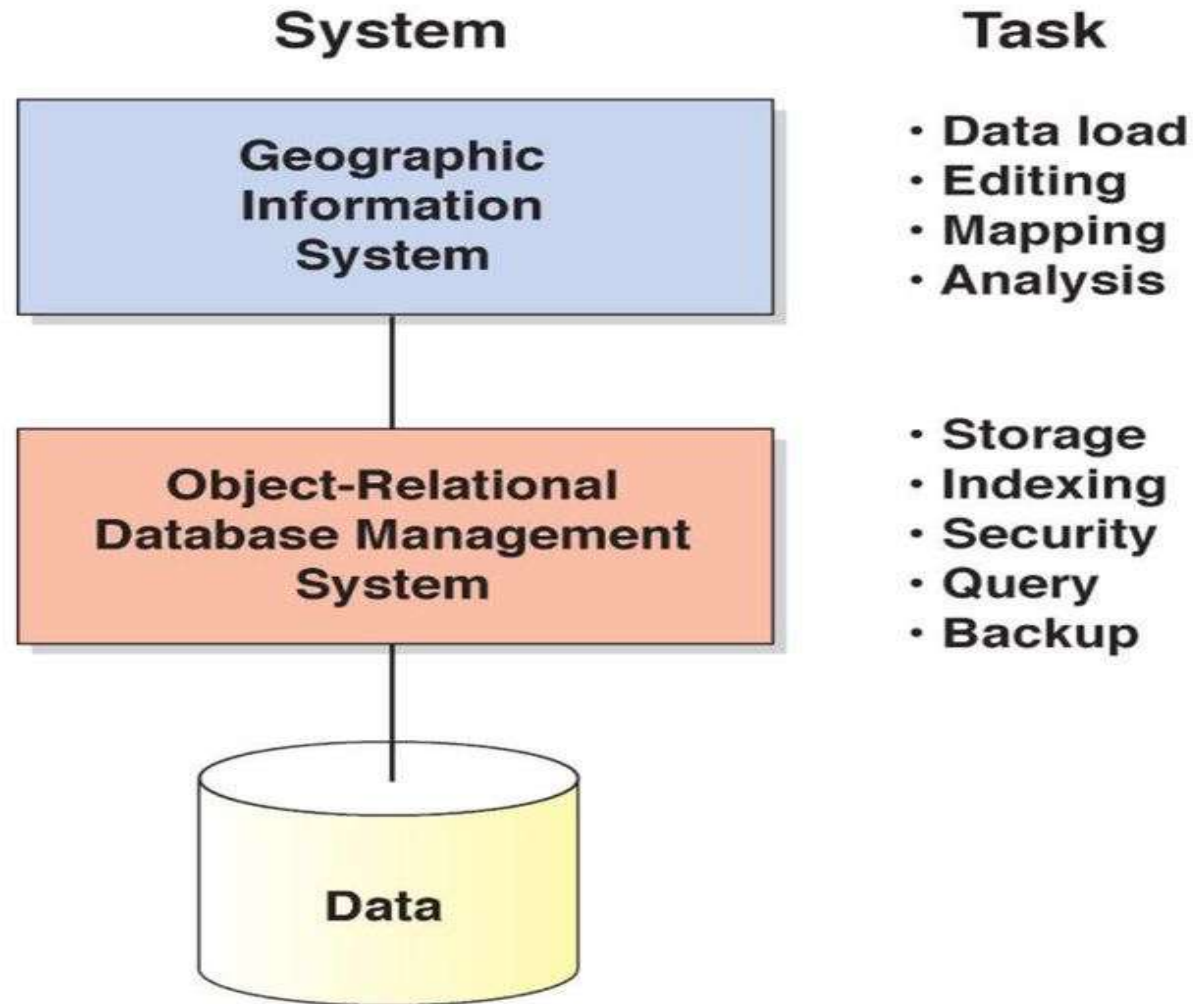 System
Task
Geographic
Information
System
• Data load
• Editing
• Mapping
• Analysis
Object-Relational
Database Management
System
• Storage
• Indexing
• Security
• Query
• Backup
Data